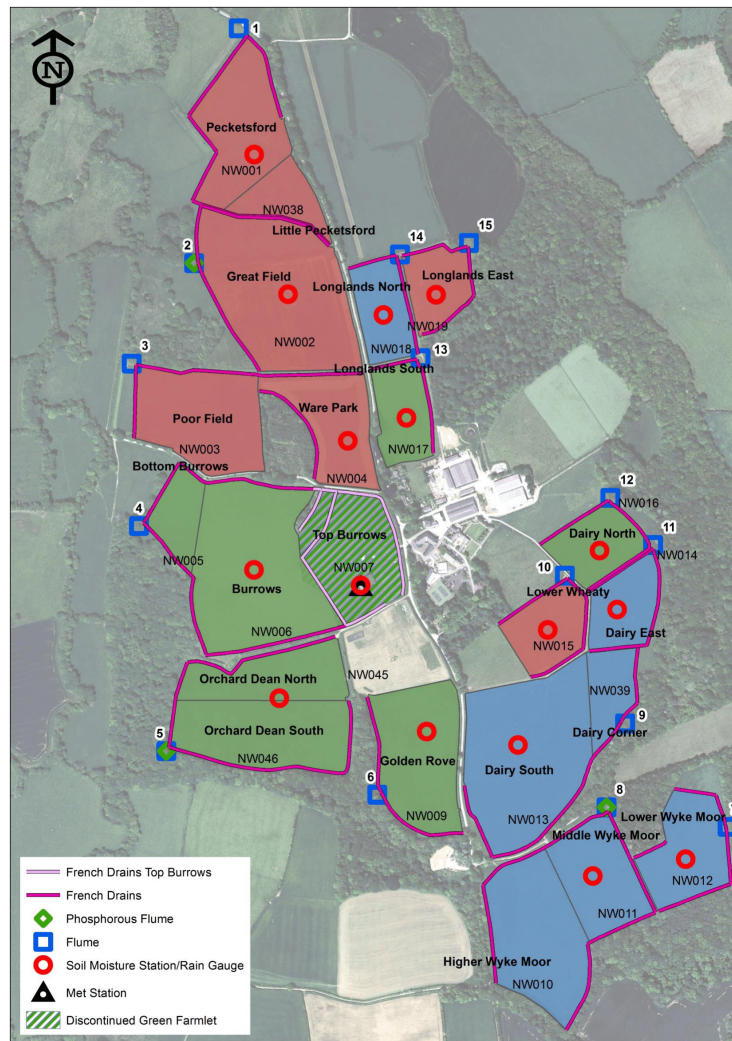 1
N
Pecketsford
NW001
NW038
Little Pecketsford
14
15
2
Great Field
Longlands North
Longlands East
NW019
NW002
NW018
13
3
Longlands South
Poor Field
Ware Park
NW003
NW004
NW017
Bottom Burrows
12
NW016
4
Top Burrows
Dairy North
11
NW005
NW014
NW007
10
Burrows
Lower Wheaty
NW006
NW015
Dairy East
NW045
Orchard Dean North
NW039
Orchard Dean South
9
5
Dairy Corner
Golden Rove
Dairy South
NW046
6
8
NW009
NW013
Lower Wyke Moor
7
Middle Wyke Moor
NW012
NW011
Higher Wyke Moor
NW010
French Drains Top Burrows
French Drains
Phosphorous Flume
Flume
Soil Moisture Station/Rain Gauge
Met Station
Discontinued Green Farmlet